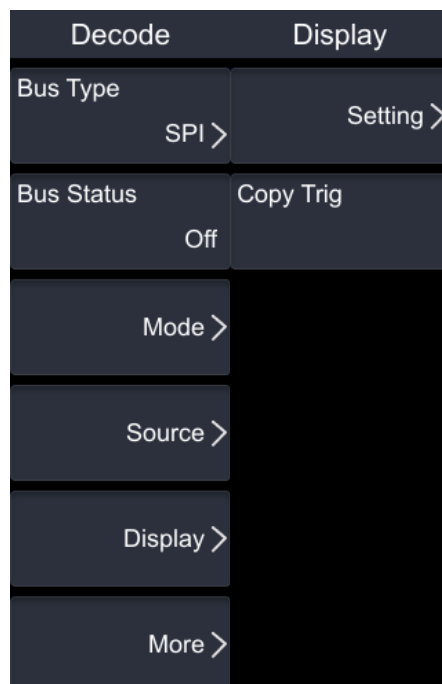 Decode
Bus Type
SPI
Bus Status
Off
Mode
Source
Display
More
Display
Setting
Copy Trig